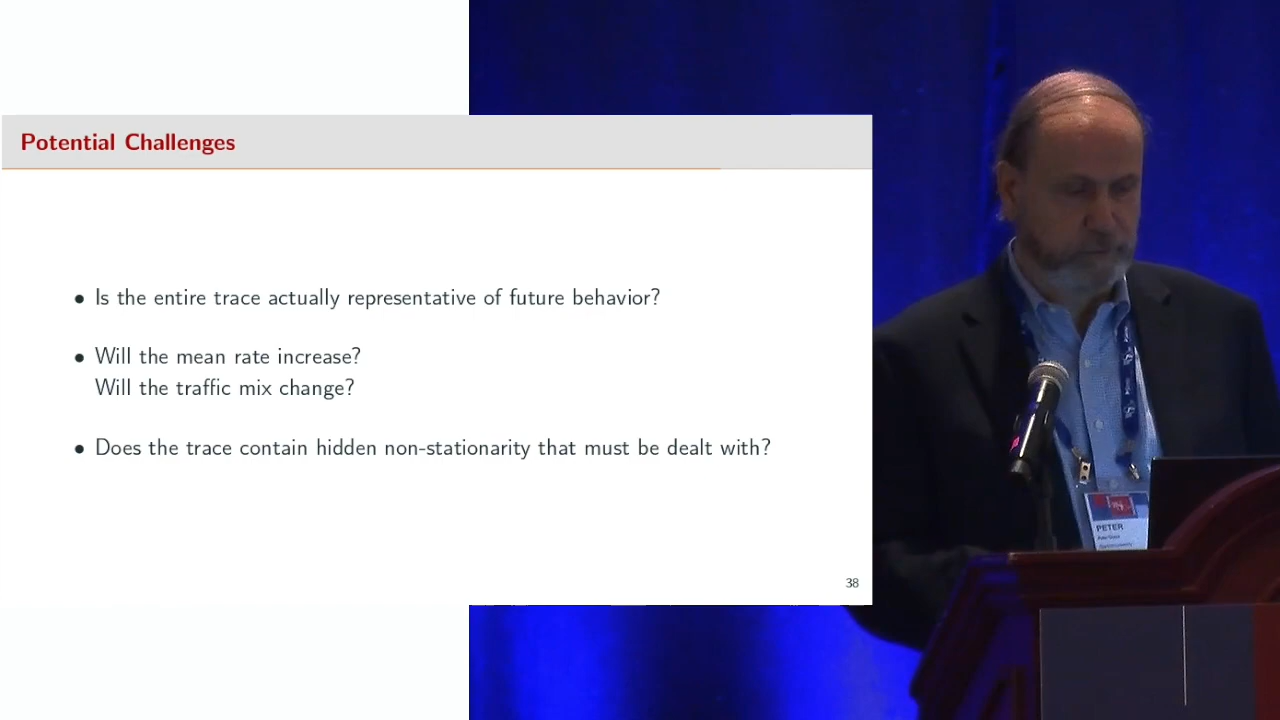 Potential Challenges
• Is the entire trace actually representative of future behavior?
• Will the mean rate increase?
Will the traffic mix change?
• Does the trace contain hidden non-stationarity that must be dealt with?
38
PETER